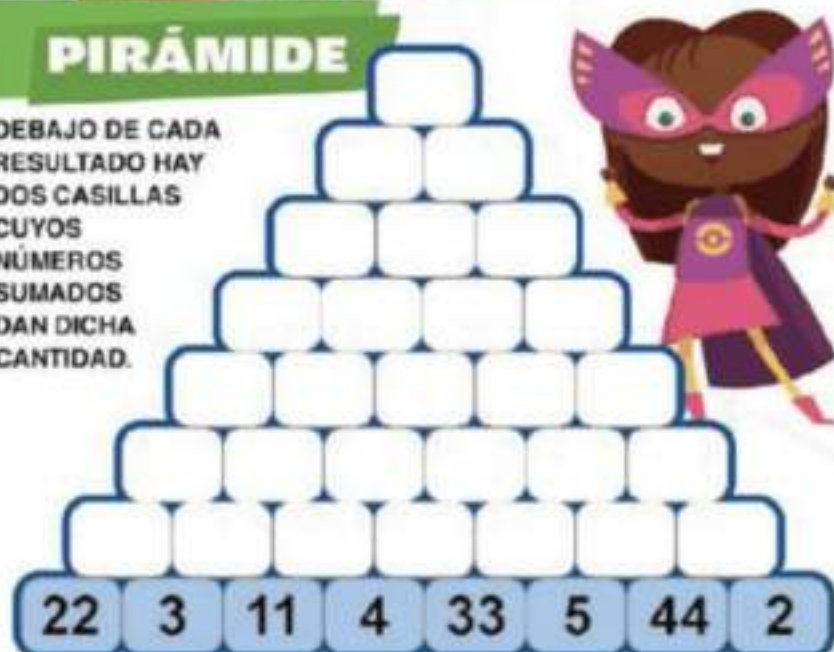 PIRÁMIDE
DEBAJO DE CADA
RESULTADO HAY
DOS CASILLAS
CUYOS
NÚMEROS
SUMADOS
DAN DICHA
CANTIDAD.
22 3 11 4 33 5 44 2